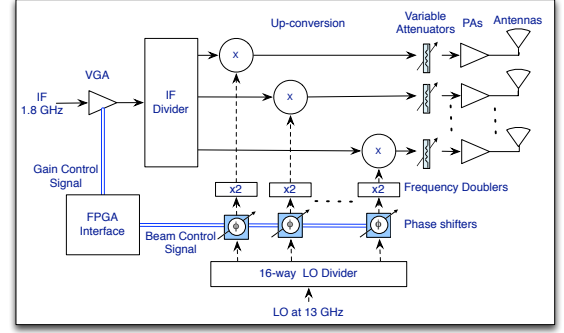 Up-conversion
Variable
Attenuators
PAs
Antennas
VGA
IF
1.8 GHz
IF
Divider
x
x
x
Gain Control
Signal
x2
x2
x2
Frequency Doublers
FPGA
Interface
Beam Control
Signal
ϕ
ϕ
ϕ
Phase shifters
16-way LO Divider
LO at 13 GHz